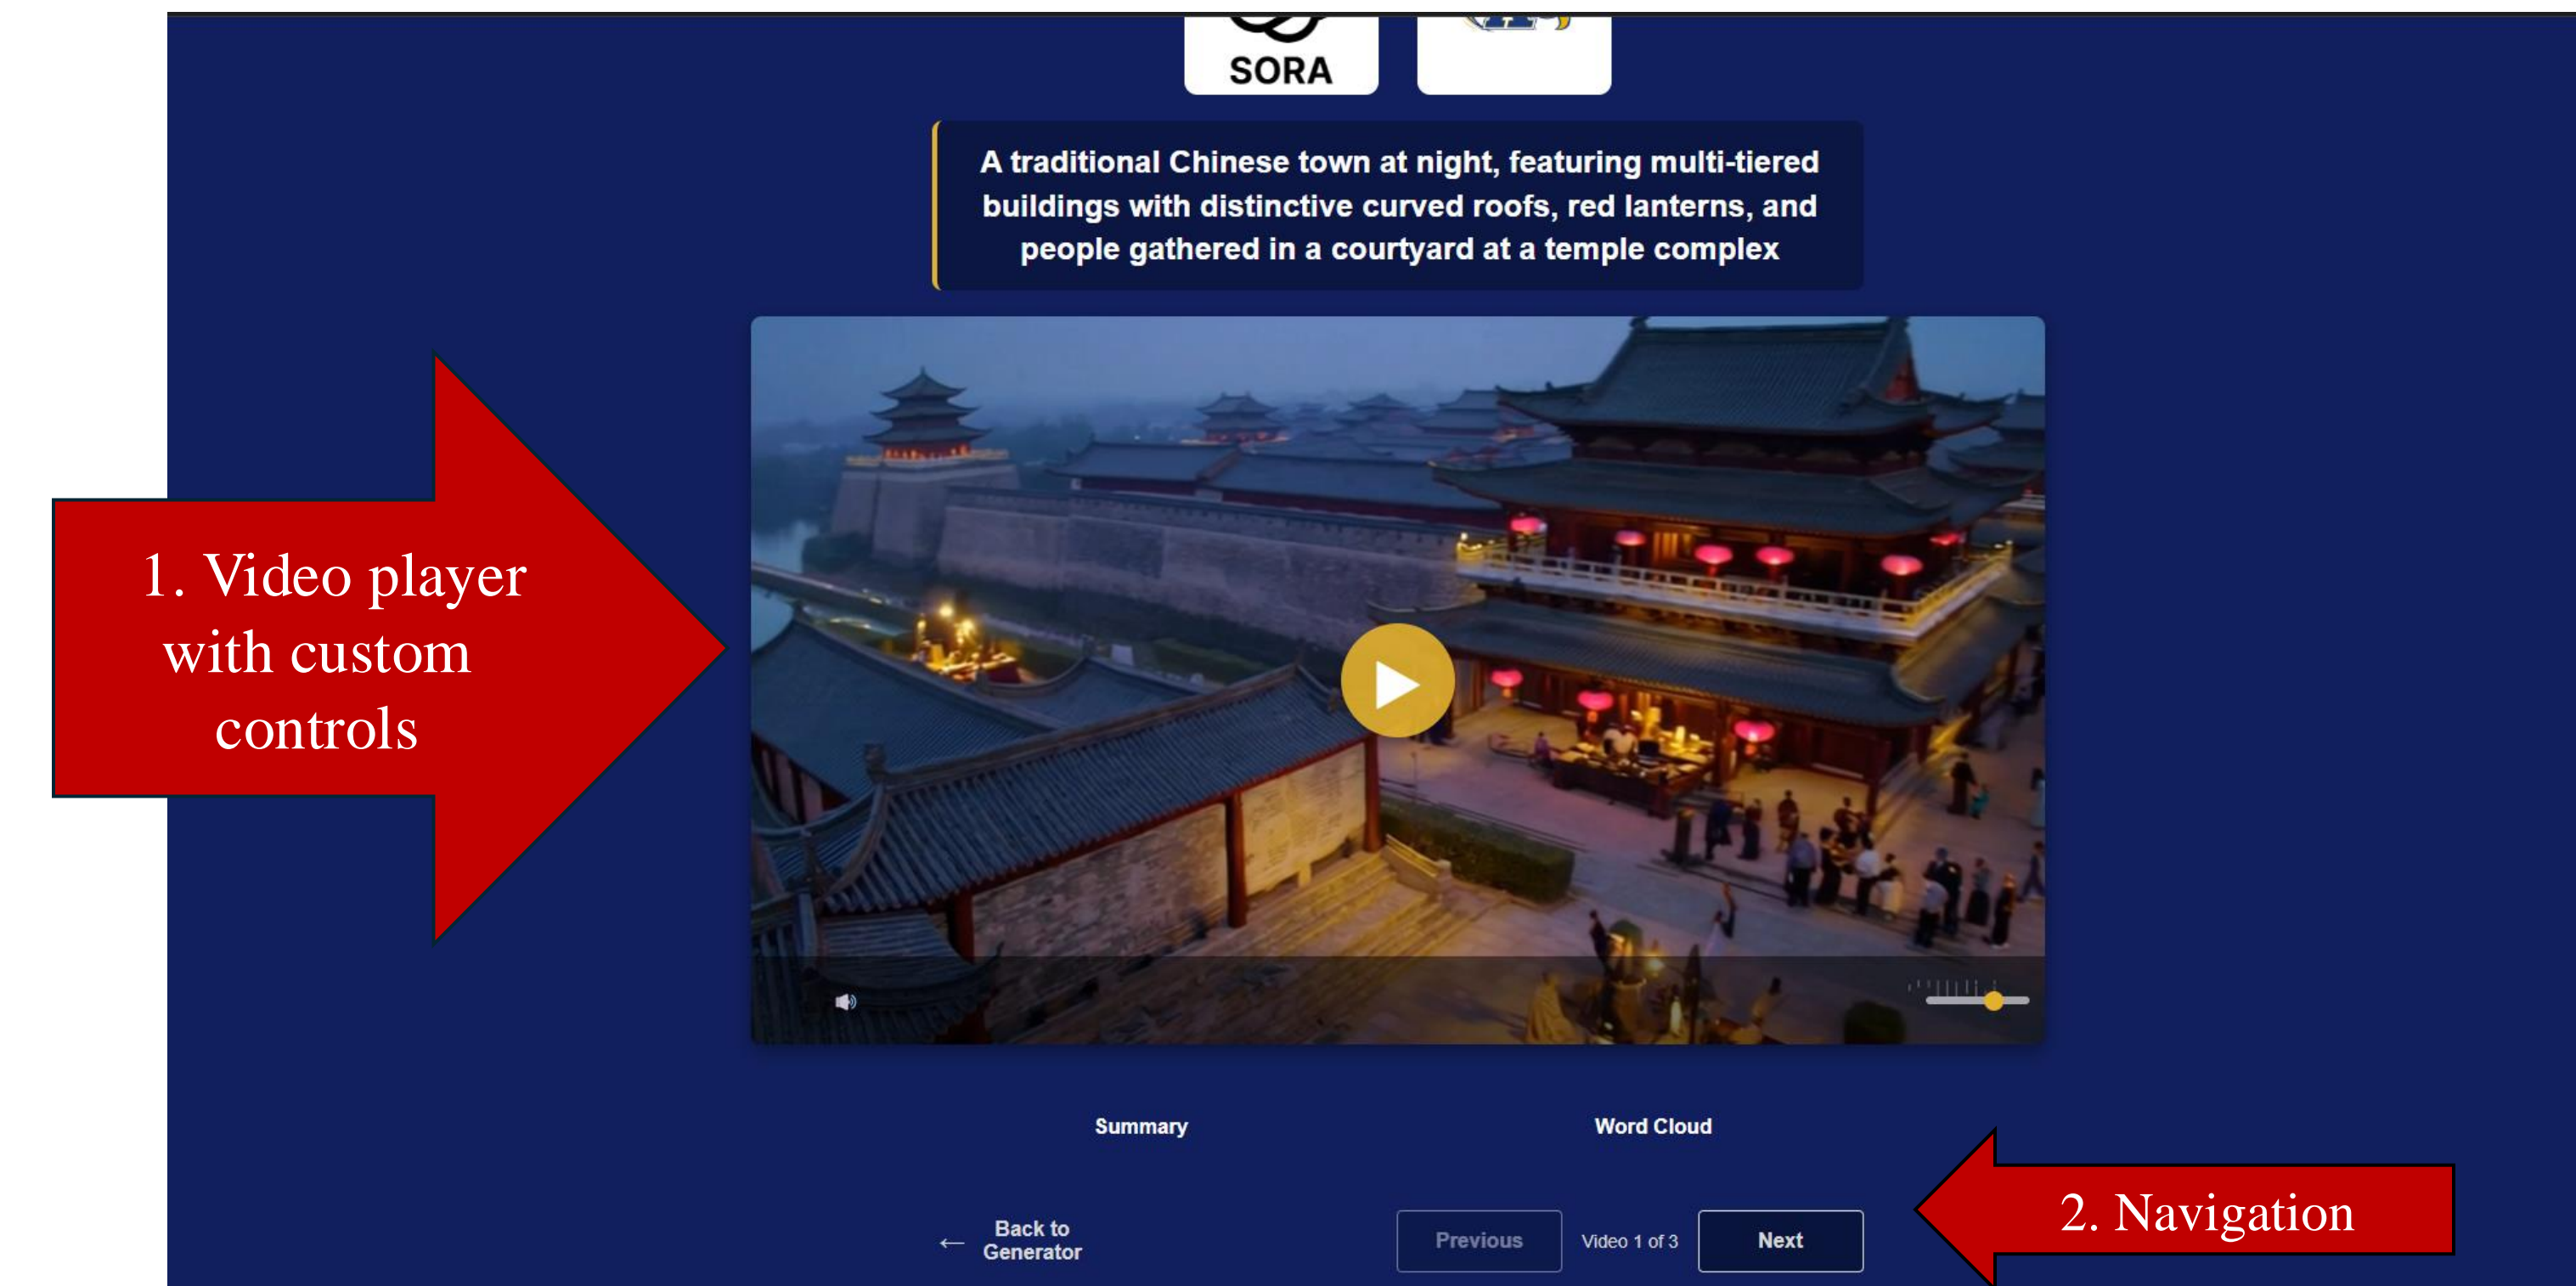 SORA
A traditional Chinese town at night, featuring multi-tiered
buildings with distinctive curved roofs, red lanterns, and
people gathered in a courtyard at a temple complex
1. Video player
with custom
controls
Summary
Word Cloud
← Back to
Generator
Previous
Video 1 of 3
Next
2. Navigation